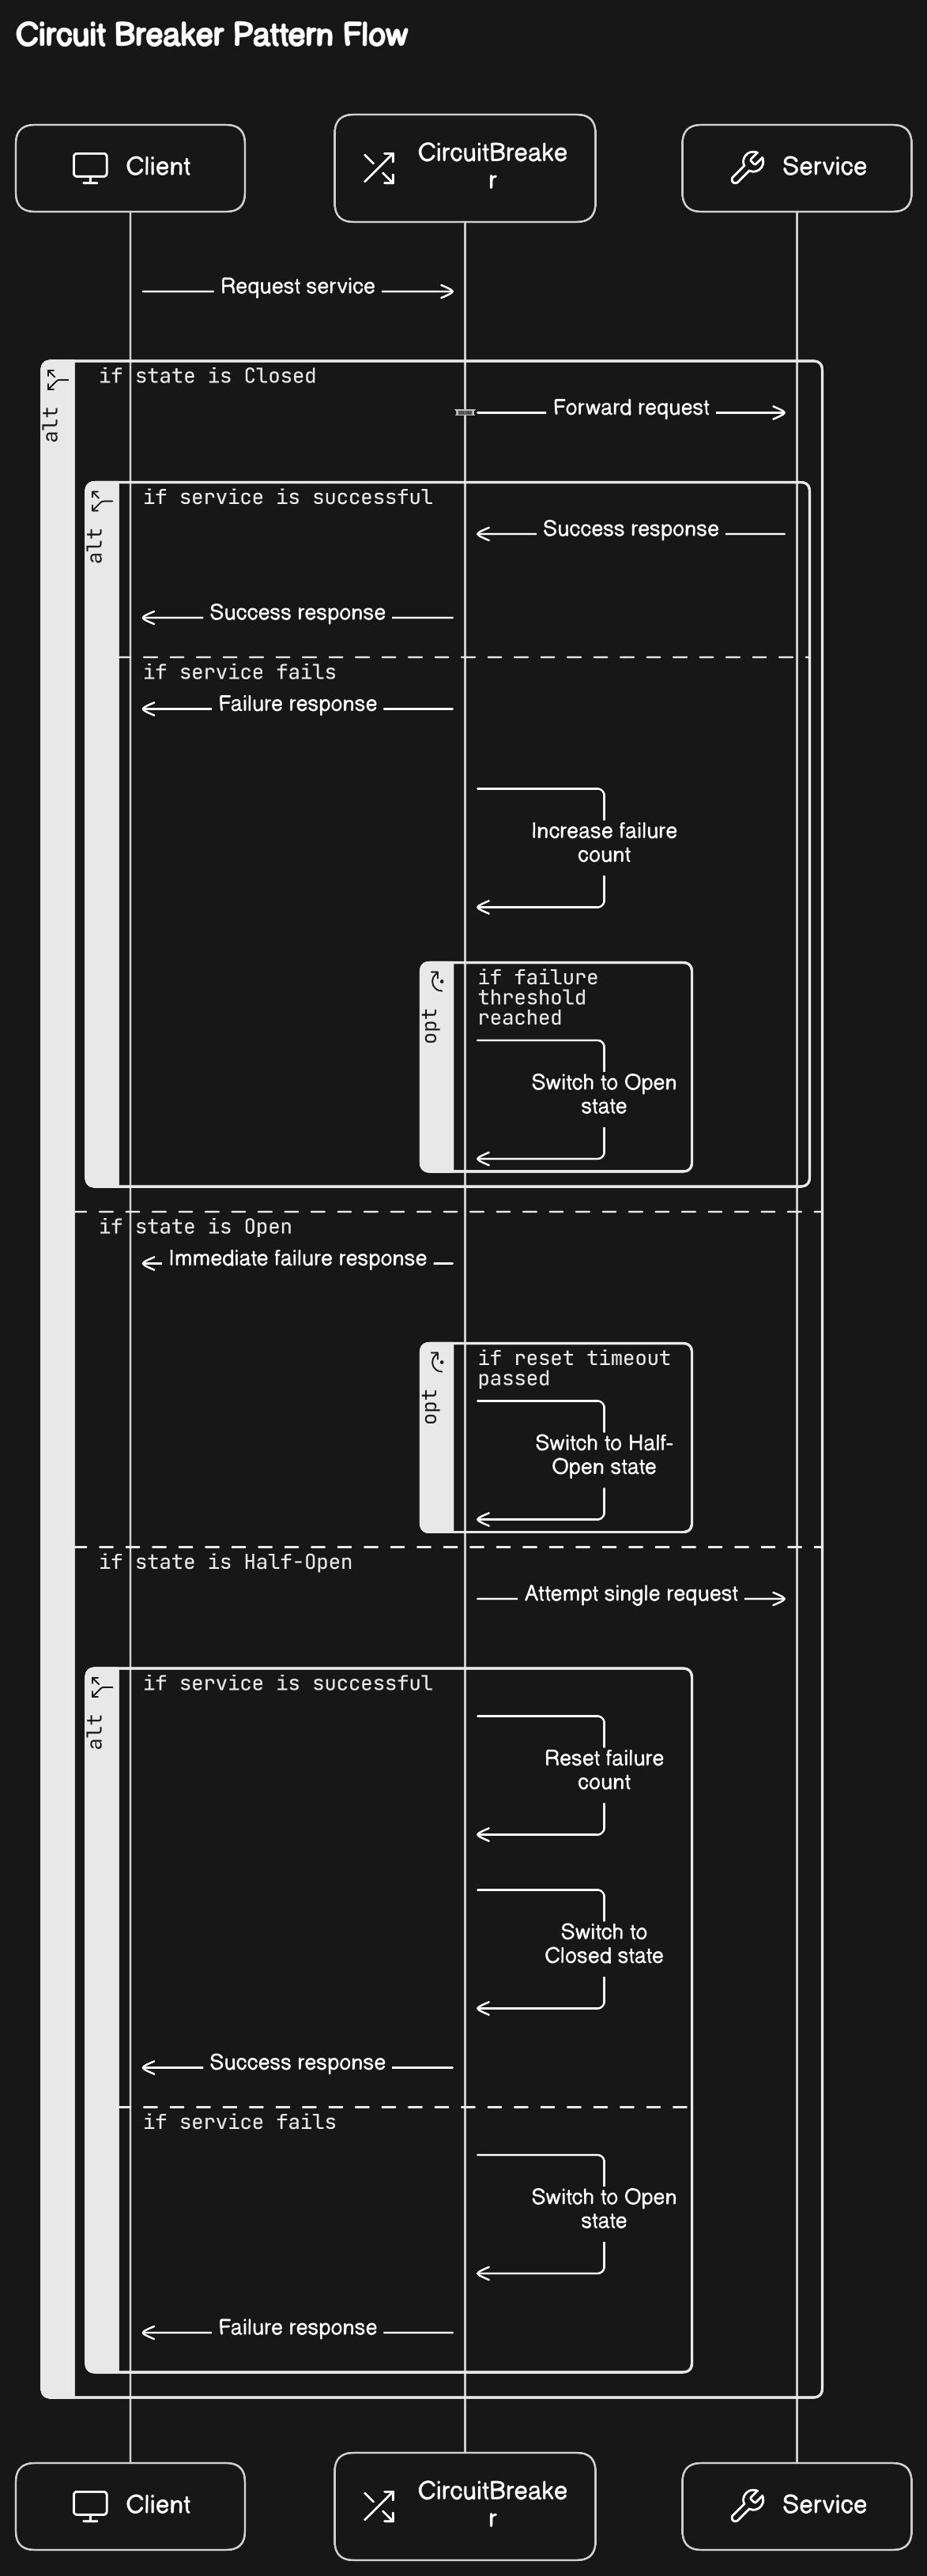 Circuit Breaker Pattern Flow
Client
CircuitBreake
r
Service
Request service
alt
if state is Closed
Forward request
alt
if service is successful
Success response
Success response
if service fails
Failure response
Increase failure
count
opt
if failure
threshold
reached
Switch to Open
state
if state is Open
Immediate failure response
opt
if reset timeout
passed
Switch to Half-
Open state
if state is Half-Open
Attempt single request
alt
if service is successful
Reset failure
count
Switch to
Closed state
Success response
if service fails
Switch to Open
state
Failure response
Client
CircuitBreake
r
Service